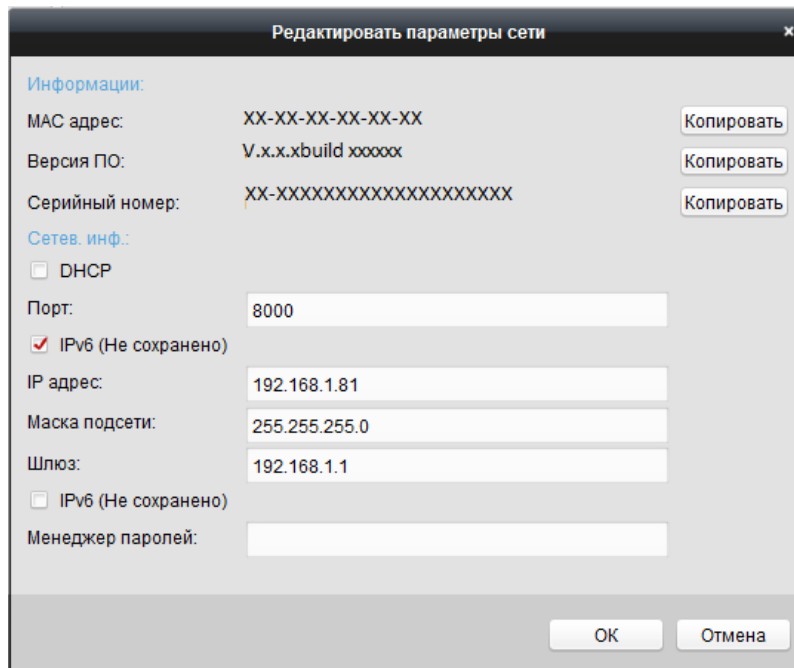 Редактировать параметры сети
Информации:
MAC адрес: XX-XX-XX-XX-XX-XX Копировать
Версия ПО: V.x.x.xbuild xxxxxx Копировать
Серийный номер: XX-XXXXXXXXXXXXXXXXXXXX Копировать
Сетев. инф.:
DHCP
Порт: 8000
IPv6 (Не сохранено)
IP адрес: 192.168.1.81
Маска подсети: 255.255.255.0
Шлюз: 192.168.1.1
IPv6 (Не сохранено)
Менеджер паролей:
ОК Отмена